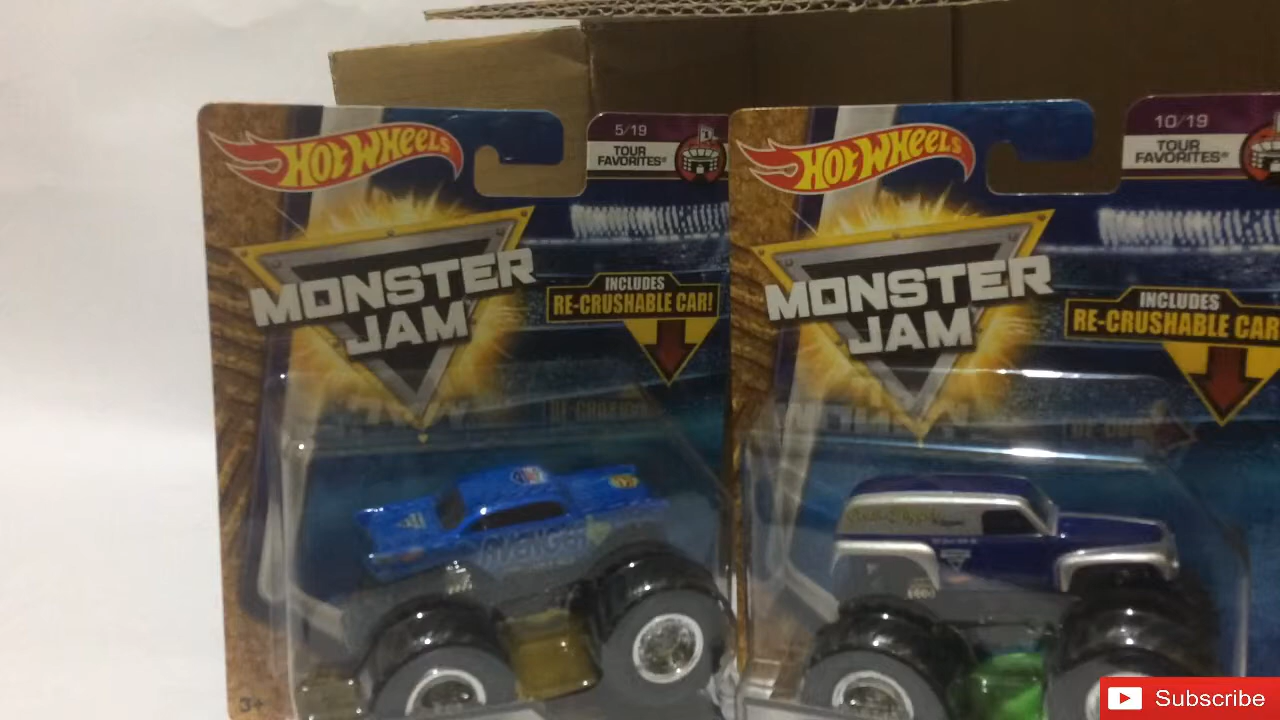 HOT WHEELS
5/19
TOUR
FAVORITES®
MONSTER
JAM
INCLUDES
RE-CRUSHABLE CAR!
AVENGER
3+
HOT WHEELS
10/19
TOUR
FAVORITES®
MONSTER
JAM
INCLUDES
RE-CRUSHABLE CAR
Subscribe